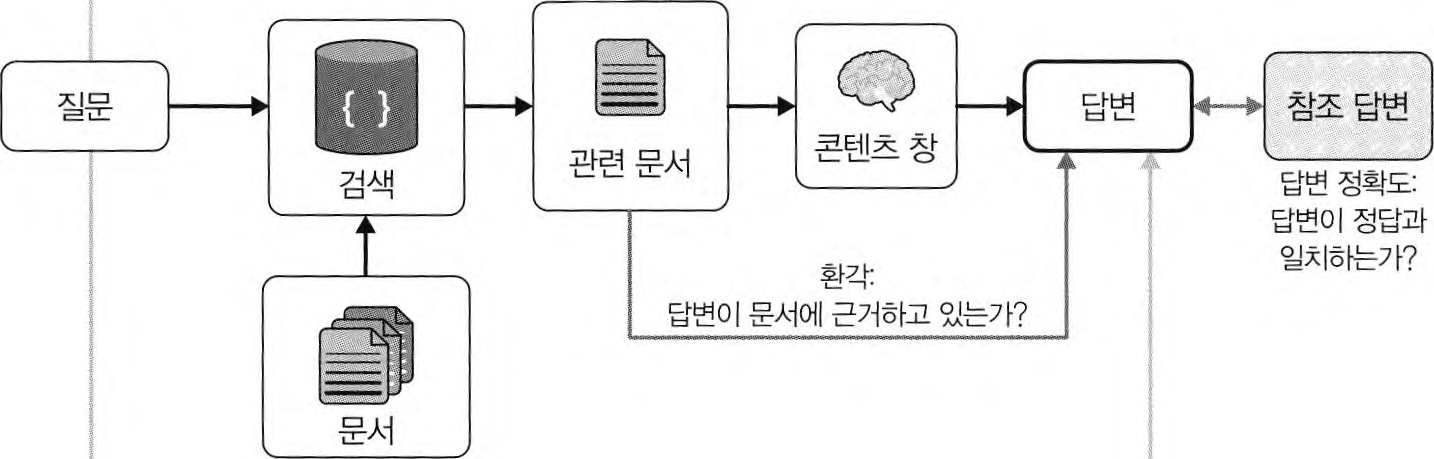 질문
{ }
검색
문서
관련 문서
콘텐츠 창
답변
참조 답변
답변 정확도:
답변이 정답과
일치하는가?
환각:
답변이 문서에 근거하고 있는가?